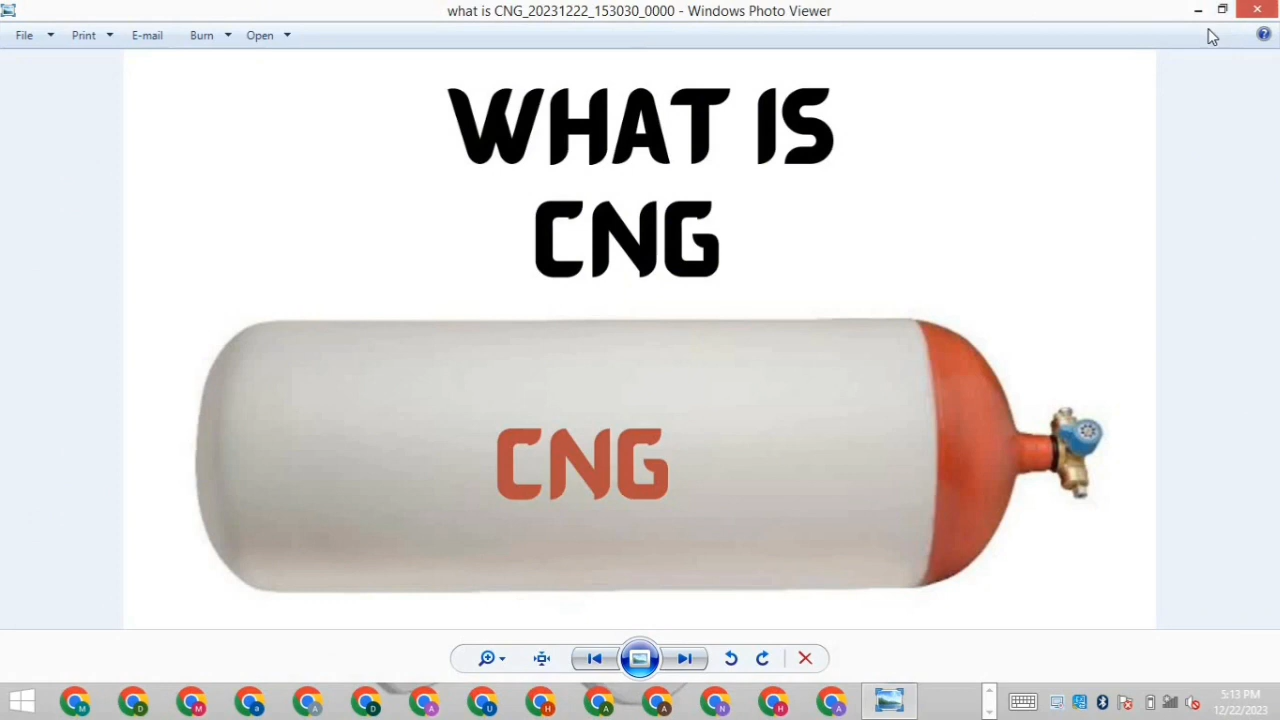 what is CNG_20231222_153030_0000 - Windows Photo Viewer
File Print E-mail Burn Open
WHAT IS
CNG
CNG
M D M a A D A U H A A N H A
5:13 PM
12/22/2023